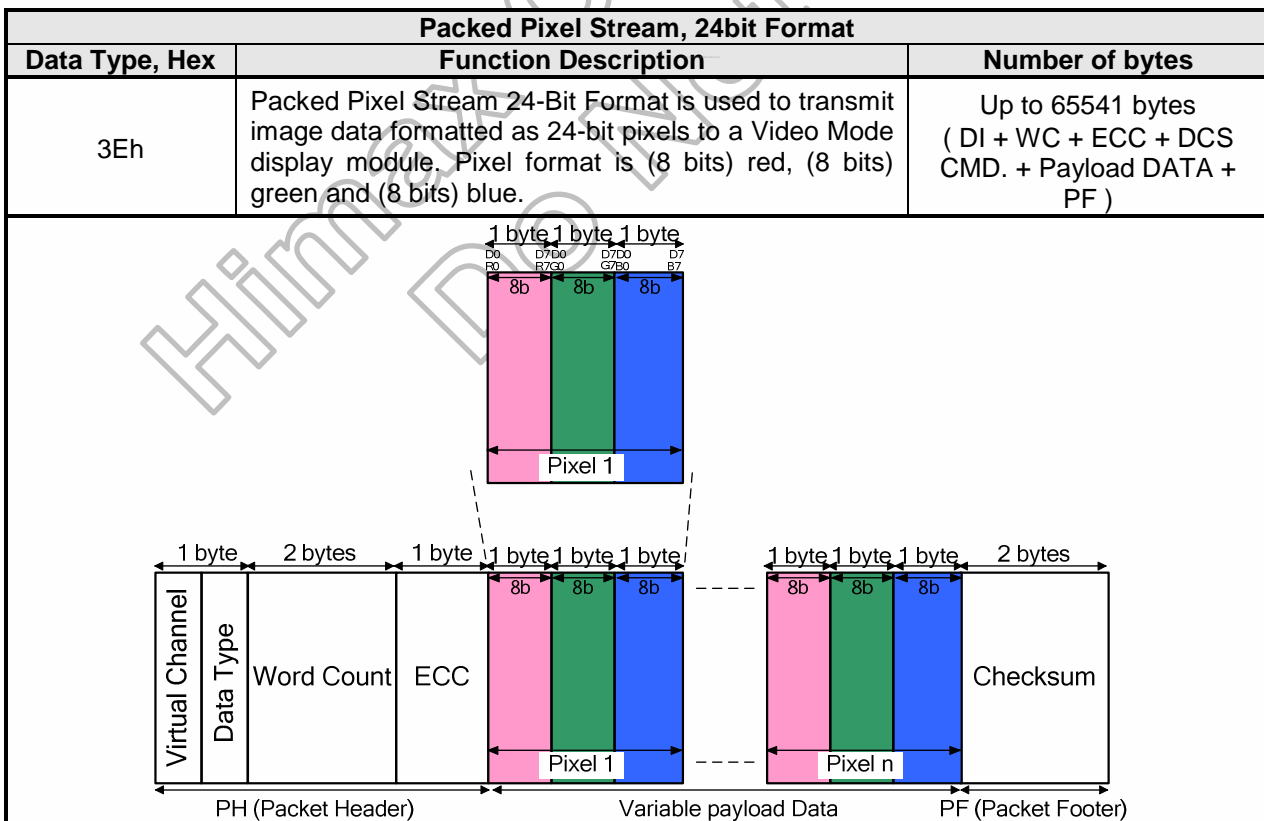 Packed Pixel Stream, 24bit Format
Data Type, Hex Function Description Number of bytes
3Eh
Packed Pixel Stream 24-Bit Format is used to transmit
image data formatted as 24-bit pixels to a Video Mode
display module. Pixel format is (8 bits) red, (8 bits)
green and (8 bits) blue.
Up to 65541 bytes
( DI + WC + ECC + DCS
CMD. + Payload DATA +
PF )
1 byte 1 byte 1 byte
D0 D7 D0 D7 D0 D7
R0 R7 G0 G7 B0 B7
8b 8b 8b
Pixel 1
1 byte 2 bytes 1 byte 1 byte 1 byte 1 byte 1 byte 1 byte 1 byte 2 bytes
8b 8b 8b 8b 8b 8b
Virtual Channel
Data Type
Word Count ECC Checksum
Pixel 1 Pixel n
PH (Packet Header) Variable payload Data PF (Packet Footer)
Himax
Do